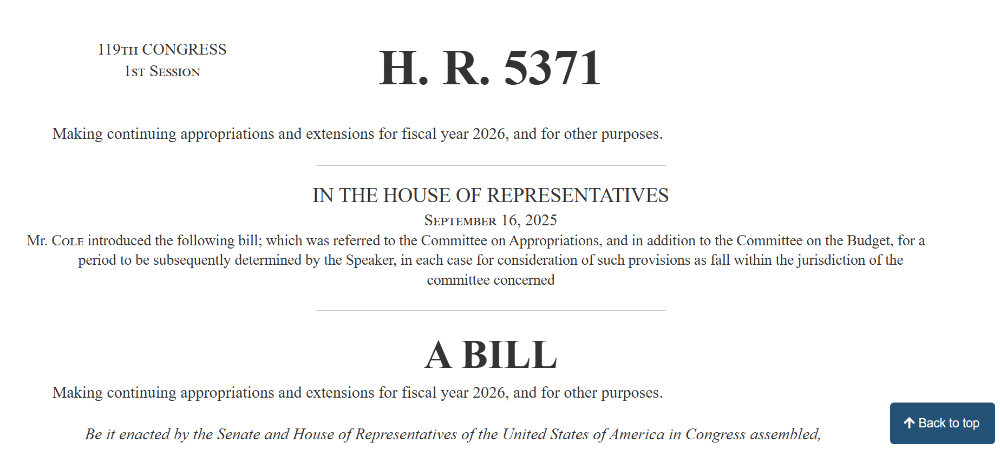 119TH CONGRESS
1ST SESSION
H. R. 5371
Making continuing appropriations and extensions for fiscal year 2026, and for other purposes.
IN THE HOUSE OF REPRESENTATIVES
SEPTEMBER 16, 2025
Mr. COLE introduced the following bill; which was referred to the Committee on Appropriations, and in addition to the Committee on the Budget, for a
period to be subsequently determined by the Speaker, in each case for consideration of such provisions as fall within the jurisdiction of the
committee concerned
A BILL
Making continuing appropriations and extensions for fiscal year 2026, and for other purposes.
Back to top
Be it enacted by the Senate and House of Representatives of the United States of America in Congress assembled,